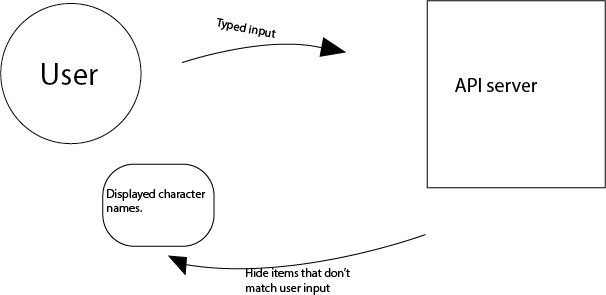 Typed input
User
API server
Displayed character
names.
Hide items that don't
match user input